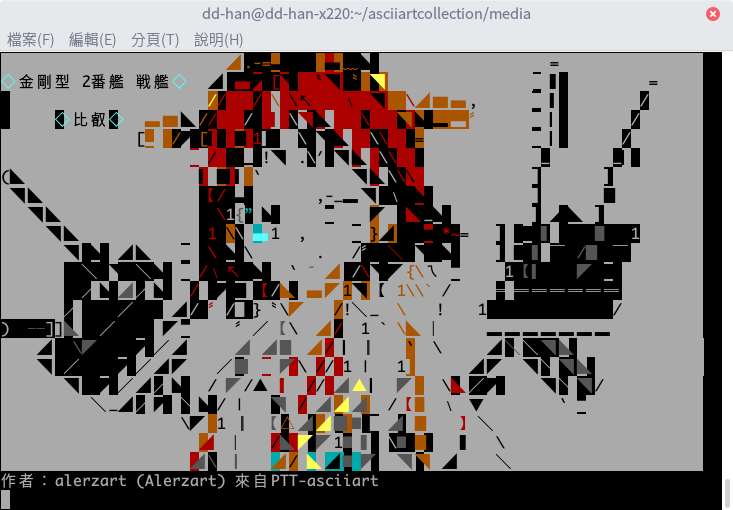 dd-han@dd-han-x220:~/asciiartcollection/media
檔案(F) 編輯(E) 分頁(T) 說明(H)
◇金剛型 2番艦 戦艦◇
◇比叡◇
作者：alerzart (Alerzart) 來自PTT-asciiart